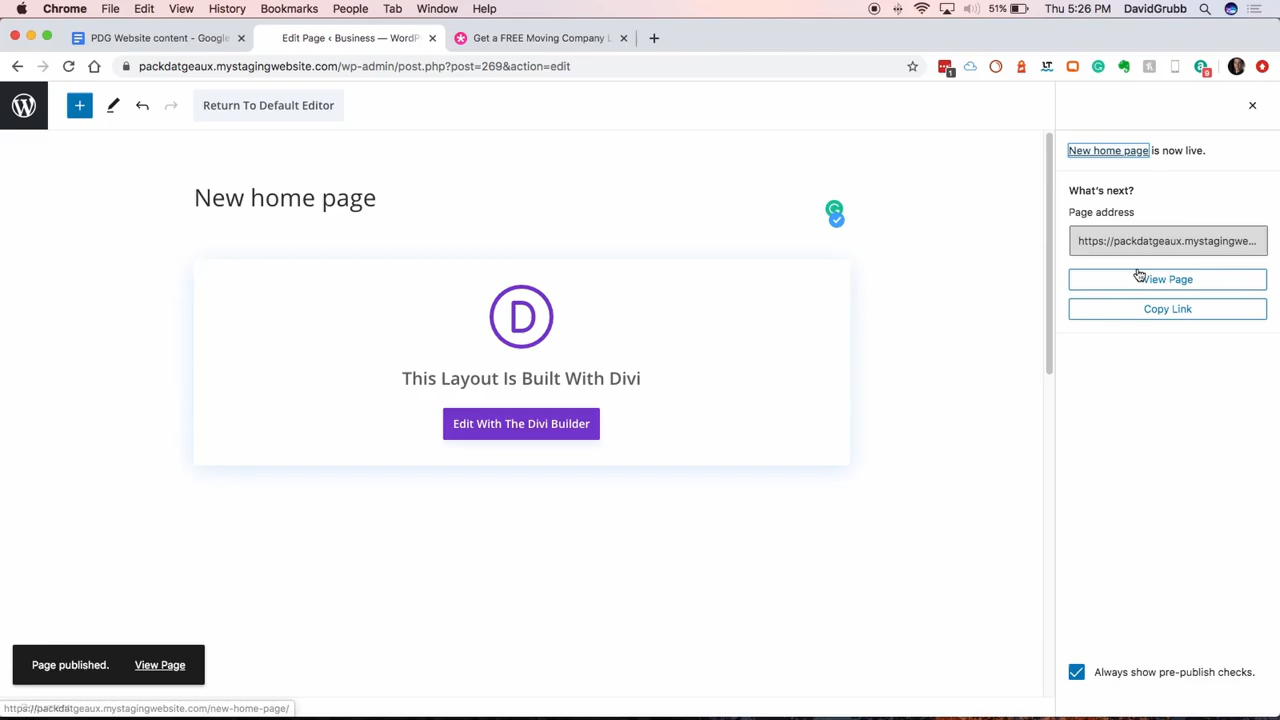 Chrome File Edit View History Bookmarks People Tab Window Help 51% Thu 5:26 PM DavidGrubb
PDG Website content - Google Edit Page ‹ Business — WordP Get a FREE Moving Company L
packdatgeaux.mystagingwebsite.com/wp-admin/post.php?post=269&action=edit
1 LT 9
Return To Default Editor
New home page is now live.
What's next?
New home page
Page address
https://packdatgeaux.mystagingwe...
View Page
Copy Link
D
This Layout Is Built With Divi
Edit With The Divi Builder
Page published. View Page
Always show pre-publish checks.
https://packdatgeaux.mystagingwebsite.com/new-home-page/